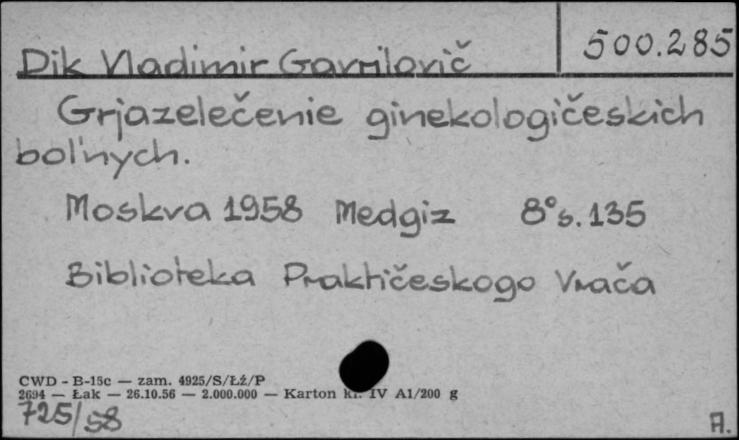 500.285
Dik Vladimir Gavrilovič
Grjazelečenie ginekologičeskich
bol'nych.
Moskva 1958 Medgiz 8° s. 135
Biblioteka Praktičeskogo Vrača
CWD - B-15c — zam. 4925/S/Łż/P
2694 — Łak — 26.10.56 — 2.000.000 — Karton kl. IV A1/200 g
725/58
A.